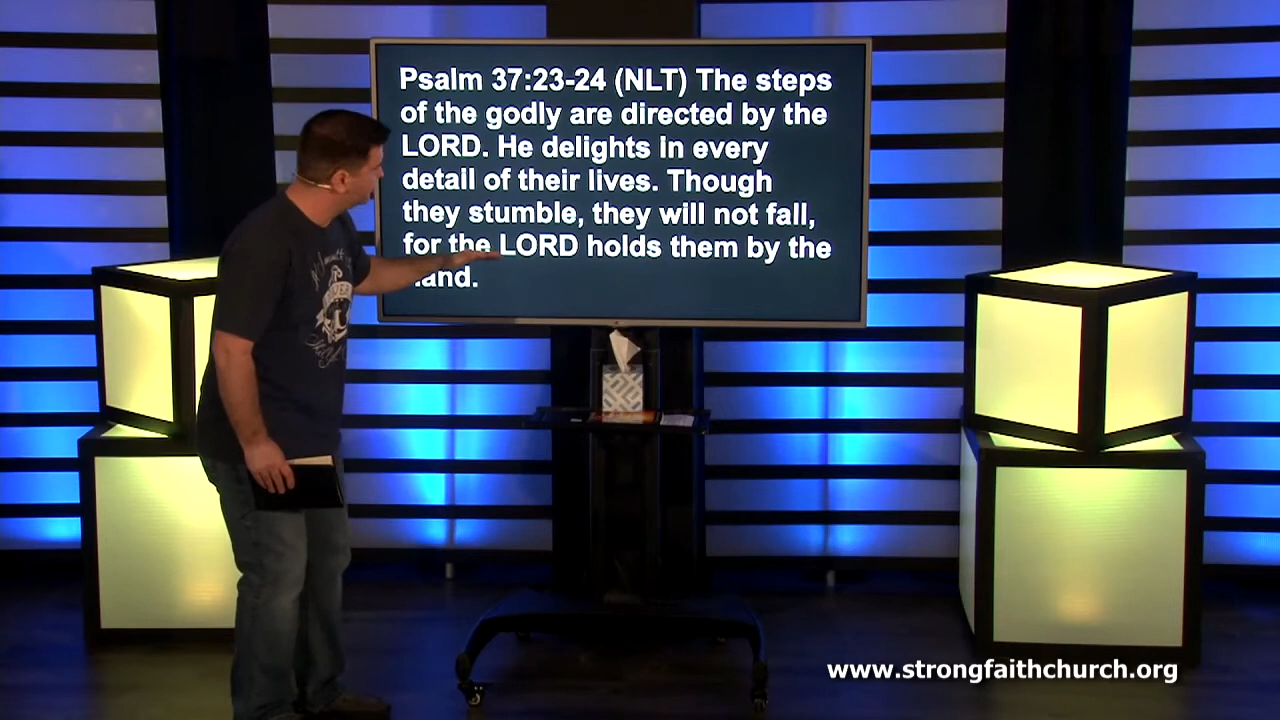 Psalm 37:23-24 (NLT) The steps
of the godly are directed by the
LORD. He delights in every
detail of their lives. Though
they stumble, they will not fall,
for the LORD holds them by the
hand.
www.strongfaithchurch.org